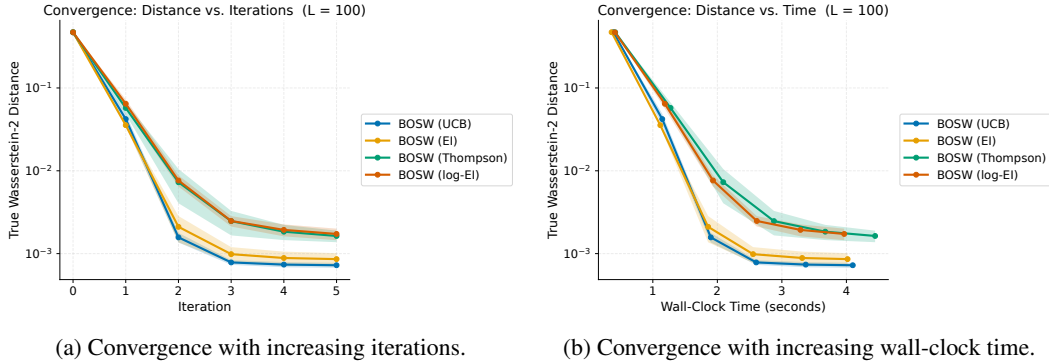 Convergence: Distance vs. Iterations (L = 100)
True Wasserstein-2 Distance
10⁻¹
10⁻²
10⁻³
0 1 2 3 4 5
Iteration
BOSW (UCB)
BOSW (EI)
BOSW (Thompson)
BOSW (log-EI)
(a) Convergence with increasing iterations.
Convergence: Distance vs. Time (L = 100)
True Wasserstein-2 Distance
10⁻¹
10⁻²
10⁻³
1 2 3 4
Wall-Clock Time (seconds)
BOSW (UCB)
BOSW (EI)
BOSW (Thompson)
BOSW (log-EI)
(b) Convergence with increasing wall-clock time.